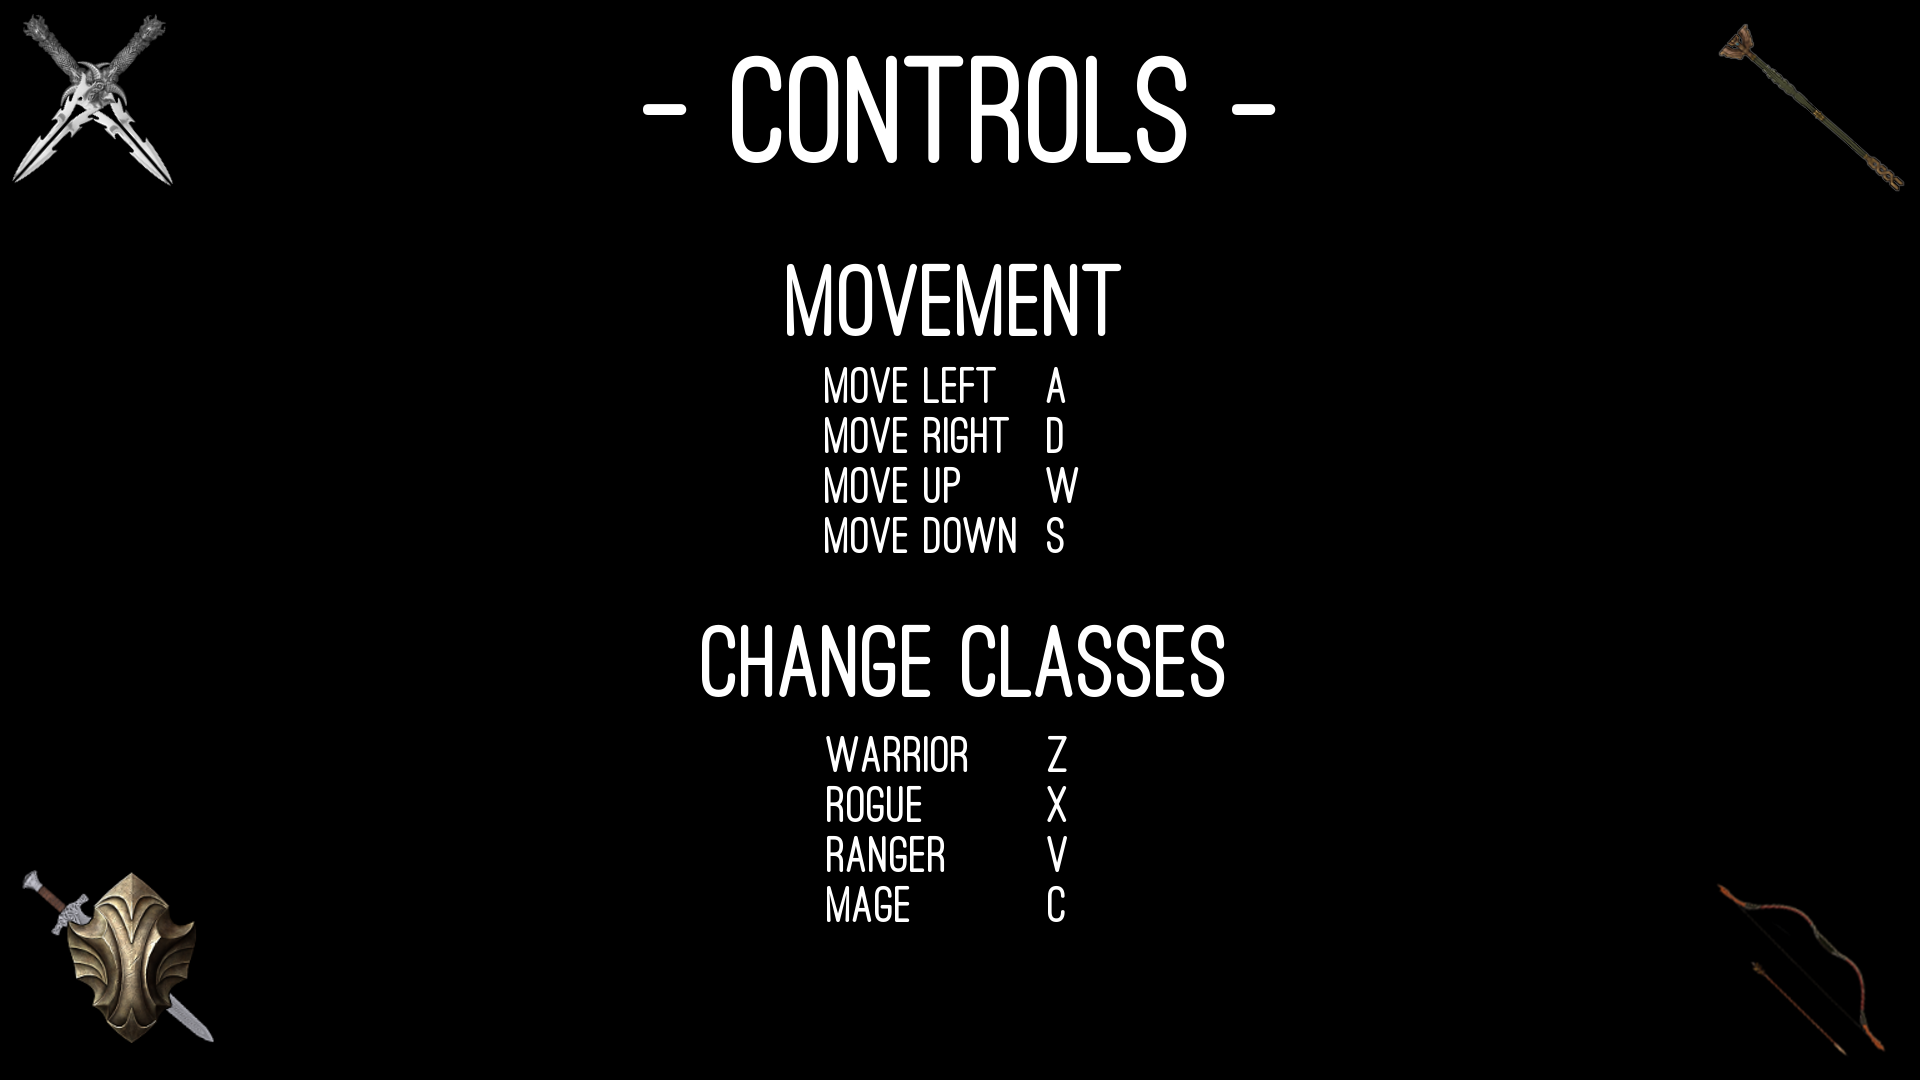 - CONTROLS -
MOVEMENT
MOVE LEFT A
MOVE RIGHT D
MOVE UP W
MOVE DOWN S
CHANGE CLASSES
WARRIOR Z
ROGUE X
RANGER V
MAGE C